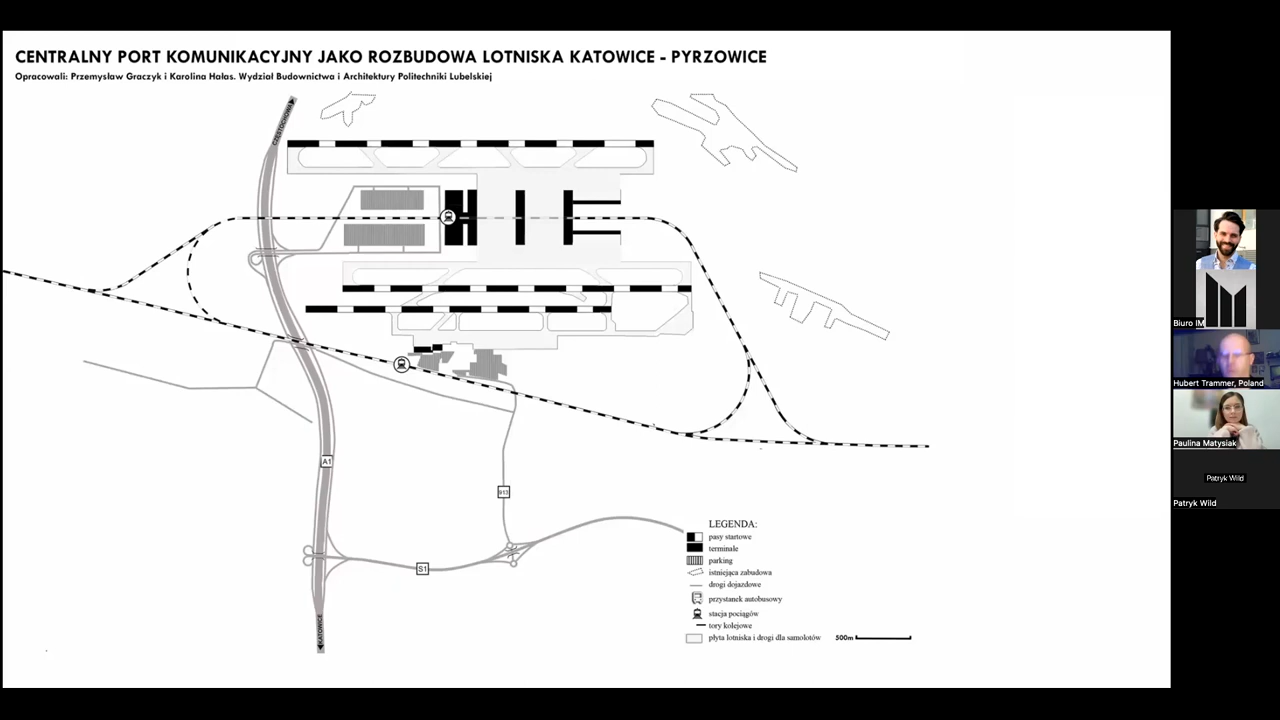 CENTRALNY PORT KOMUNIKACYJNY JAKO ROZBUDOWA LOTNISKA KATOWICE - PYRZOWICE
Opracowali: Przemysław Graczyk i Karolina Hałas. Wydział Budownictwa i Architektury Politechniki Lubelskiej
CZĘSTOCHOWA
A1
913
S1
KATOWICE
LEGENDA:
pasy startowe
terminale
parking
istniejąca zabudowa
drogi dojazdowe
przystanek autobusowy
stacja pociągów
tory kolejowe
płyta lotniska i drogi dla samolotów
500m
Biuro IM
Hubert Trammer, Poland
Paulina Matysiak
Patryk Wild
Patryk Wild